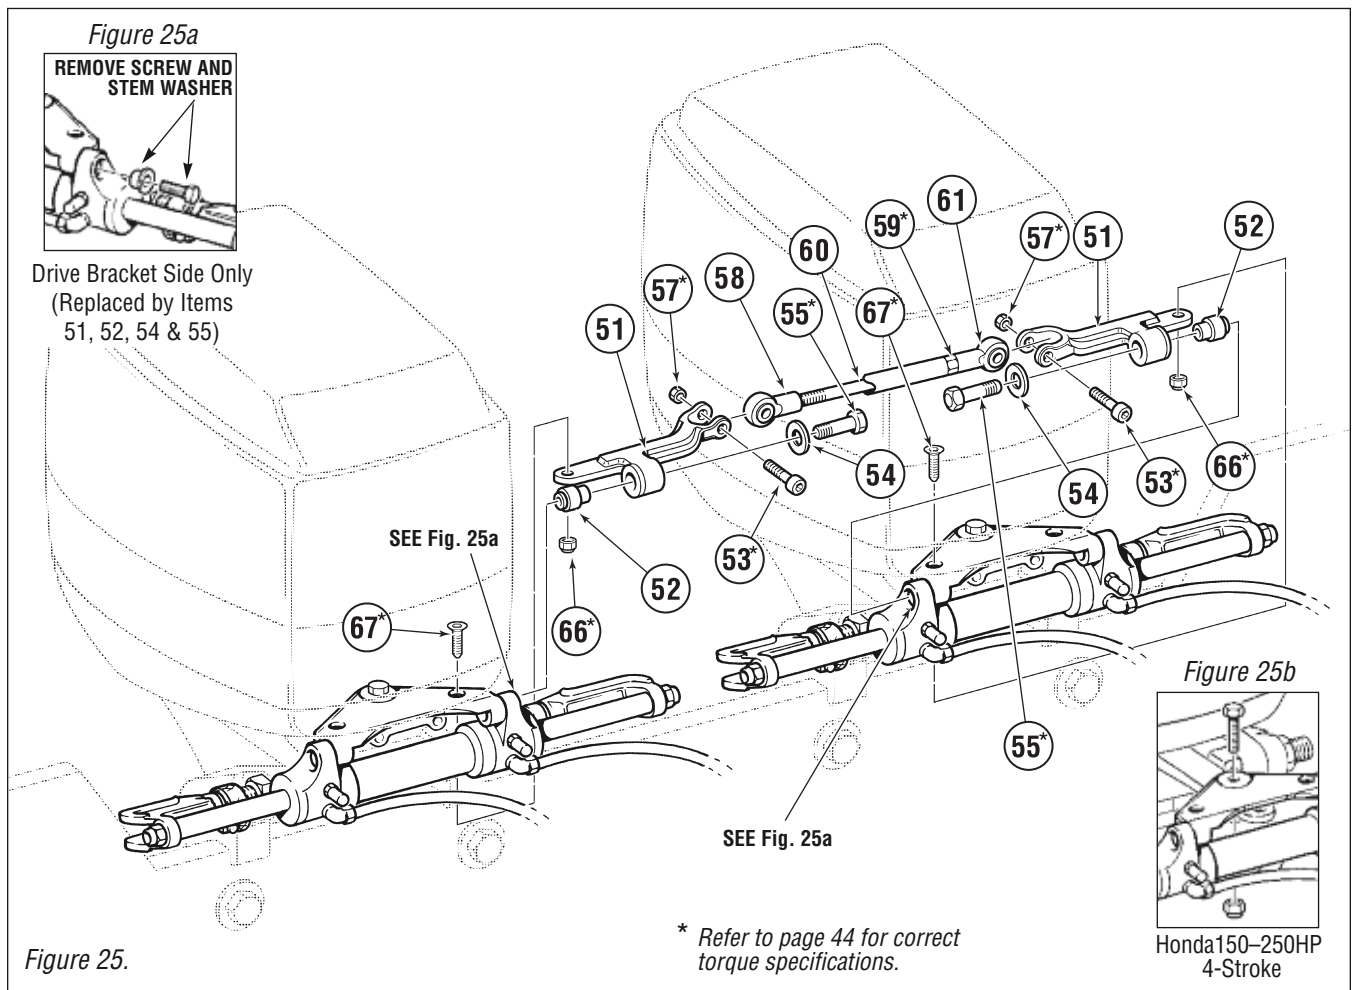 Figure 25a
REMOVE SCREW AND
STEM WASHER
Drive Bracket Side Only
(Replaced by Items
51, 52, 54 & 55)
61
59*
57*
51
52
60
58
55*
67*
57*
51
54
53*
54
53*
66*
SEE Fig. 25a
52
66*
67*
55*
SEE Fig. 25a
Figure 25b
Honda150–250HP
4-Stroke
* Refer to page 44 for correct
torque specifications.
Figure 25.